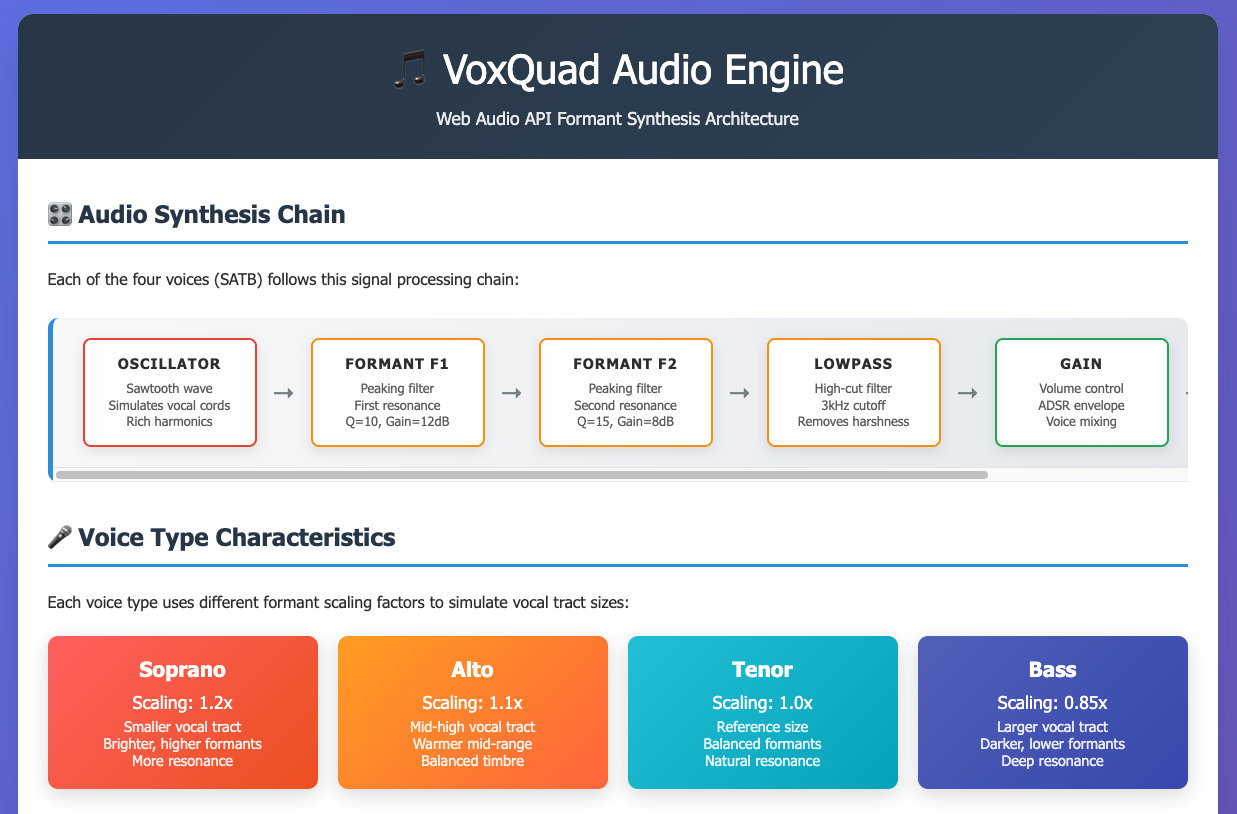 🎵 VoxQuad Audio Engine
Web Audio API Formant Synthesis Architecture
🎛️ Audio Synthesis Chain
Each of the four voices (SATB) follows this signal processing chain:
OSCILLATOR
Sawtooth wave
Simulates vocal cords
Rich harmonics
→
FORMANT F1
Peaking filter
First resonance
Q=10, Gain=12dB
→
FORMANT F2
Peaking filter
Second resonance
Q=15, Gain=8dB
→
LOWPASS
High-cut filter
3kHz cutoff
Removes harshness
→
GAIN
Volume control
ADSR envelope
Voice mixing
🎤 Voice Type Characteristics
Each voice type uses different formant scaling factors to simulate vocal tract sizes:
Soprano
Scaling: 1.2x
Smaller vocal tract
Brighter, higher formants
More resonance
Alto
Scaling: 1.1x
Mid-high vocal tract
Warmer mid-range
Balanced timbre
Tenor
Scaling: 1.0x
Reference size
Balanced formants
Natural resonance
Bass
Scaling: 0.85x
Larger vocal tract
Darker, lower formants
Deep resonance